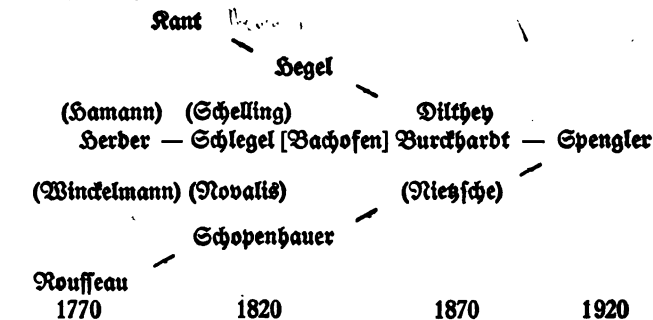 Kant
Hegel
(Hamann) (Schelling) Dilthey
Herder — Schlegel [Bachofen] Burckhardt — Spengler
(Winckelmann) (Novalis) (Nietzsche)
Schopenhauer
Rousseau
1770 1820 1870 1920